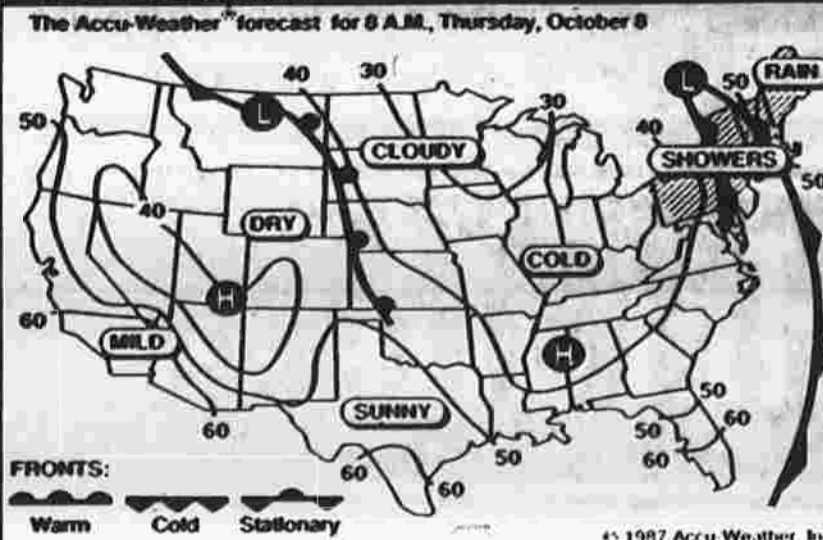 The Accu-Weather® forecast for 8 A.M., Thursday, October 8
40
30
50
RAIN
50
30
L
L
CLOUDY
40
SHOWERS
50
40
DRY
COLD
H
60
MILD
H
SUNNY
50
60
50
60
50
60
60
60
FRONTS:
Warm Cold Stationary
© 1987 Accu-Weather, In